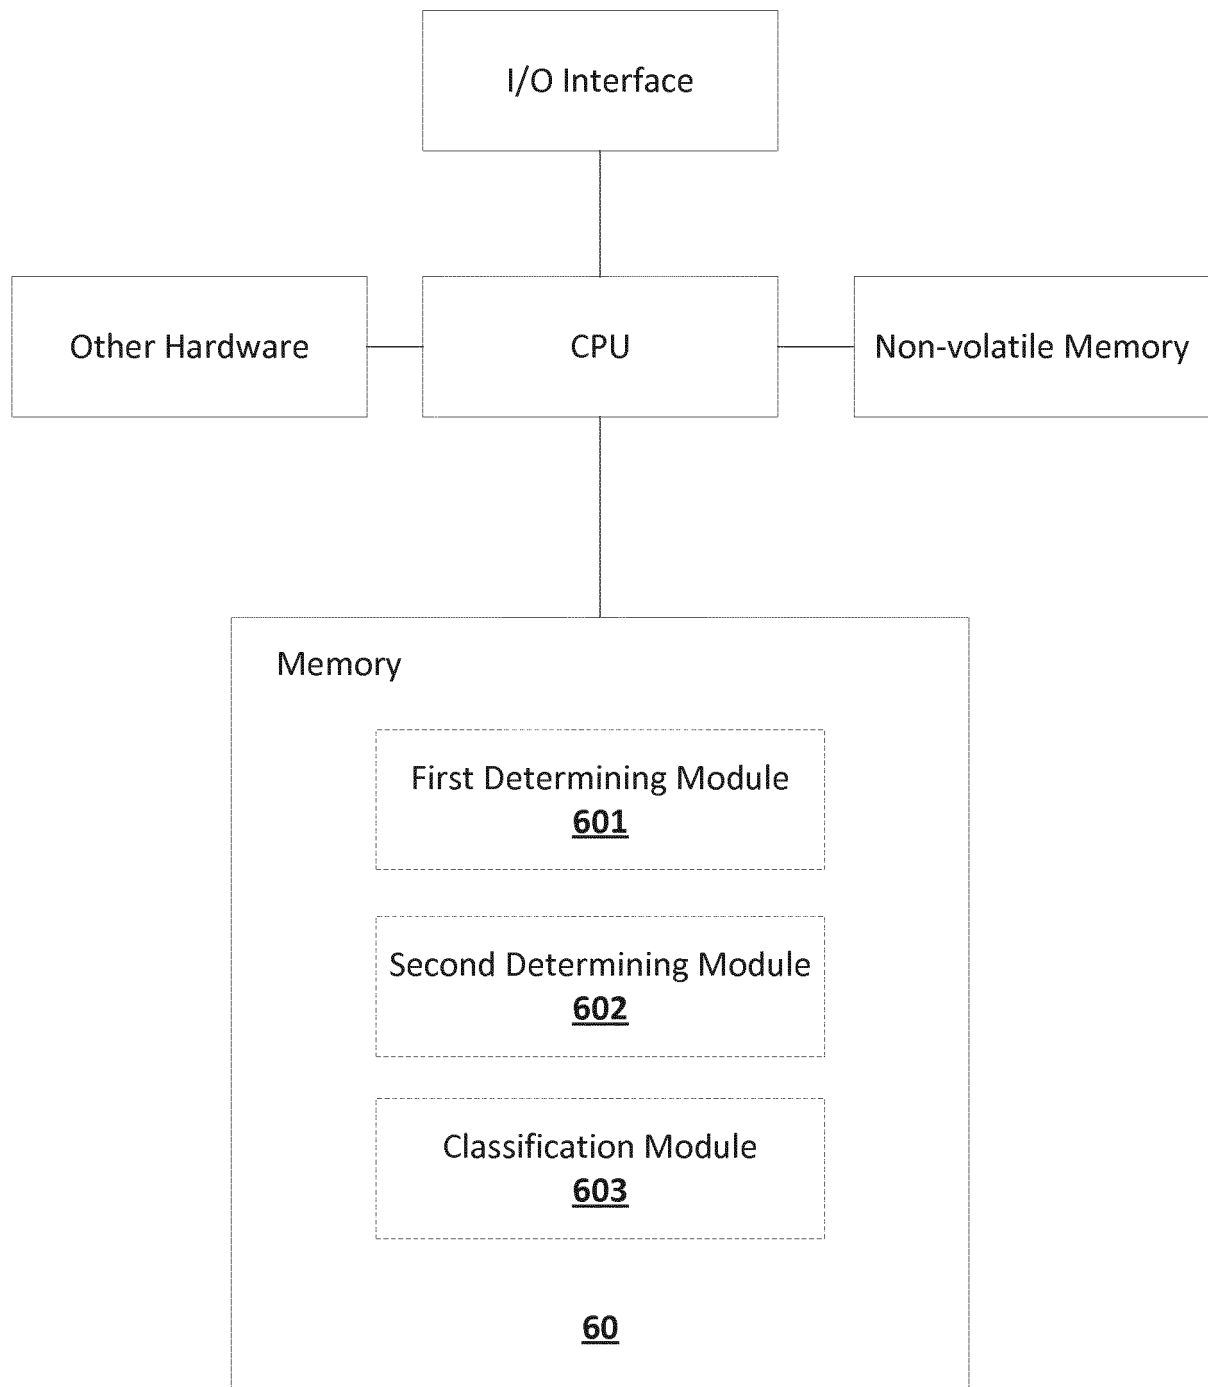 I/O Interface
Other Hardware
CPU
Non-volatile Memory
Memory
First Determining Module
601
Second Determining Module
602
Classification Module
603
60